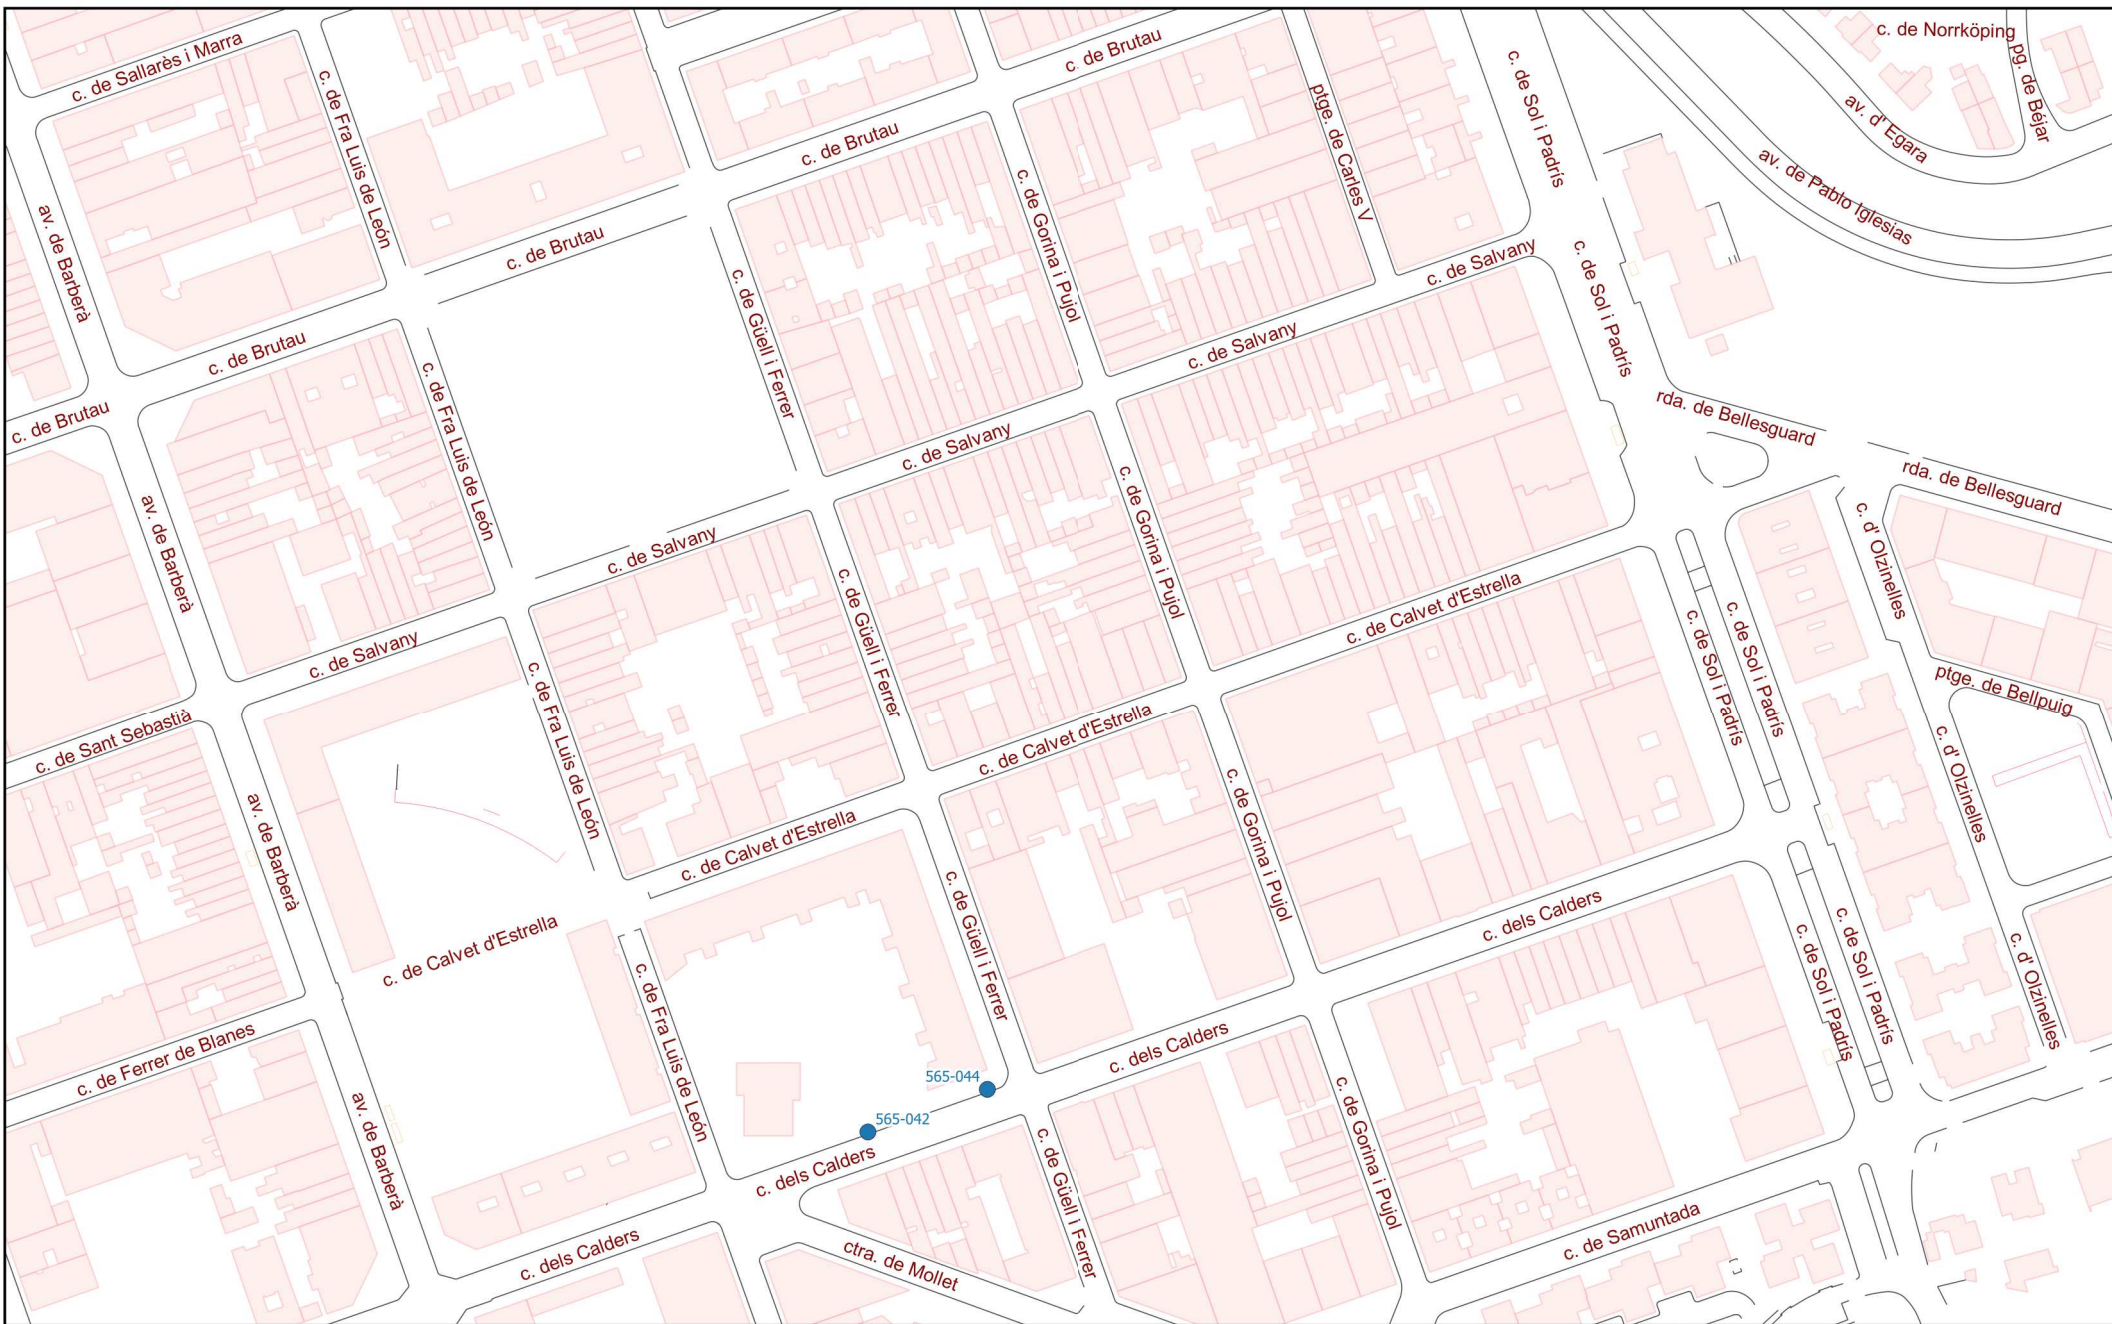 c. de Norrköping
c. de Sallarès i Marra
c. de Brutau
c. de Sol i Padrís
pg. de Béjar
c. de Fra Luis de León
ptge. de Carles V
av. d' Egara
c. de Brutau
av. de Pablo Iglesias
c. de Gorina i Pujol
av. de Barberà
c. de Brutau
c. de Salvany
c. de Sol i Padrís
c. de Güell i Ferrer
c. de Brutau
c. de Salvany
c. de Fra Luis de León
rda. de Bellesguard
c. de Brutau
c. de Salvany
c. de Gorina i Pujol
rda. de Bellesguard
av. de Barberà
c. d' Olzinelles
c. de Salvany
c. de Güell i Ferrer
c. de Calvet d'Estrella
c. de Sol i Padrís
c. de Sol i Padrís
c. de Salvany
c. de Fra Luis de León
ptge. de Bellpuig
c. de Sant Sebastià
c. de Calvet d'Estrella
c. d' Olzinelles
c. de Gorina i Pujol
av. de Barberà
c. de Calvet d'Estrella
c. de Güell i Ferrer
c. dels Calders
c. de Calvet d'Estrella
c. de Sol i Padrís
c. de Sol i Padrís
c. d' Olzinelles
c. de Fra Luis de León
c. de Ferrer de Blanes
c. dels Calders
565-044
565-042
c. de Gorina i Pujol
av. de Barberà
c. de Güell i Ferrer
c. dels Calders
c. de Samuntada
c. dels Calders
ctra. de Mollet